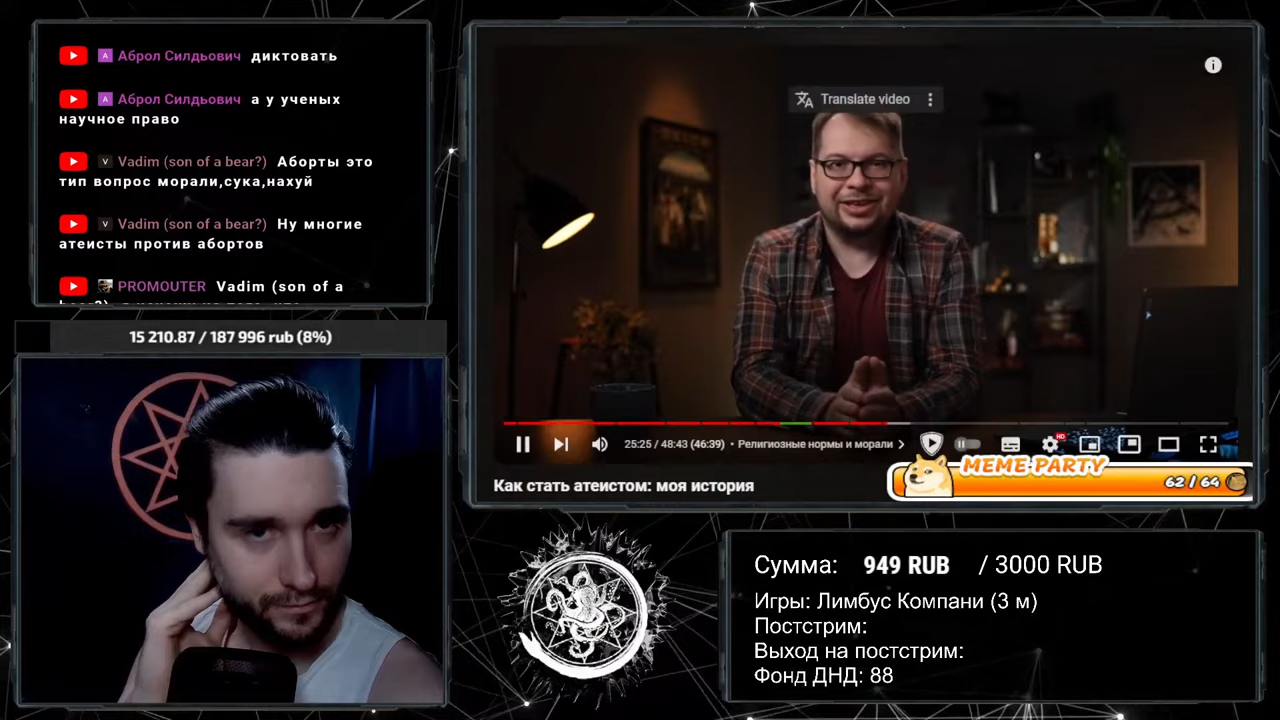 Аброл Силдьович диктовать
Аброл Силдьович а у ученых
научное право
Vadim (son of a bear?) Аборты это
тип вопрос морали,сука,нахуй
Vadim (son of a bear?) Ну многие
атеисты против абортов
PROMOUTER Vadim (son of a
15 210.87 / 187 996 rub (8%)
Translate video
25:25 / 48:43 (46:39) • Религиозные нормы и морали
HD
MEME PARTY
62 / 64
Как стать атеистом: моя история
Сумма: 949 RUB / 3000 RUB
Игры: Лимбус Компани (3 м)
Постстрим:
Выход на постстрим:
Фонд ДНД: 88